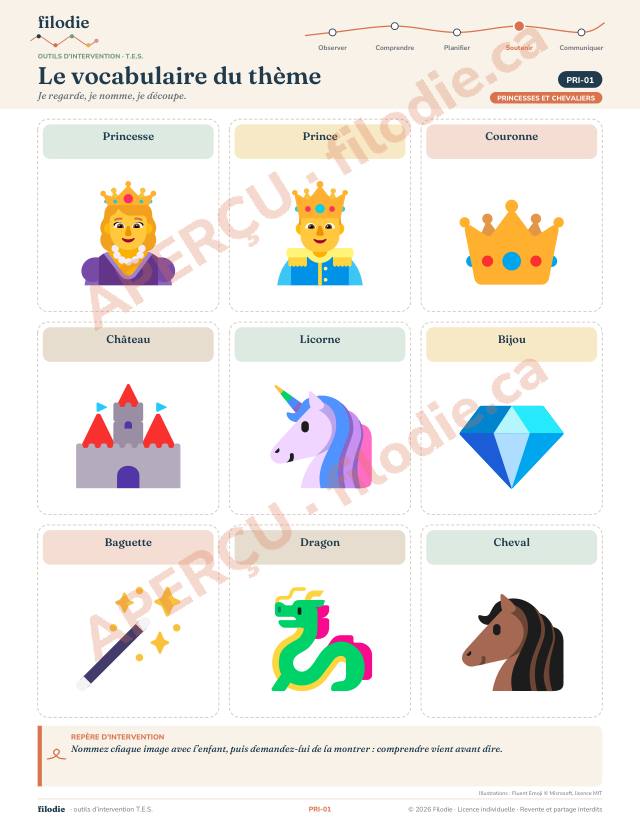 filodie
OUTILS D'INTERVENTION · T.E.S.
Observer Comprendre Planifier Soutenir Communiquer
Le vocabulaire du thème
PRI-01
Je regarde, je nomme, je découpe.
PRINCESSES ET CHEVALIERS
Princesse Prince Couronne
Château Licorne Bijou
Baguette Dragon Cheval
APERÇU · filodie.ca
APERÇU · filodie.ca
REPÈRE D'INTERVENTION
Nommez chaque image avec l'enfant, puis demandez-lui de la montrer : comprendre vient avant dire.
Illustrations : Fluent Emoji © Microsoft, licence MIT
filodie · outils d'intervention T.E.S. PRI-01 © 2026 Filodie · Licence individuelle · Revente et partage interdits